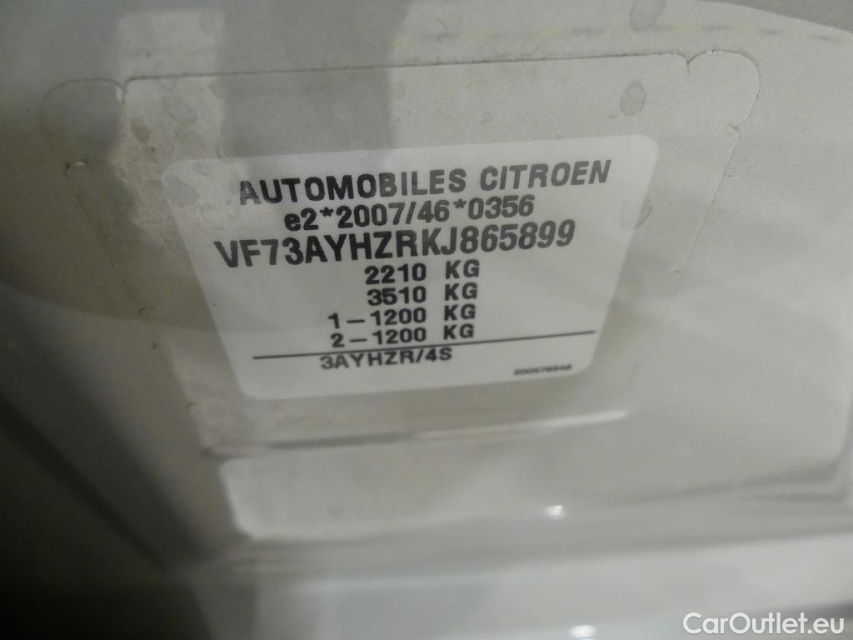 AUTOMOBILES CITROEN
e2*2007/46*0356
VF73AYHZRKJ865899
2210 KG
3510 KG
1-1200 KG
2-1200 KG
3AYHZR/4S
CarOutlet.eu